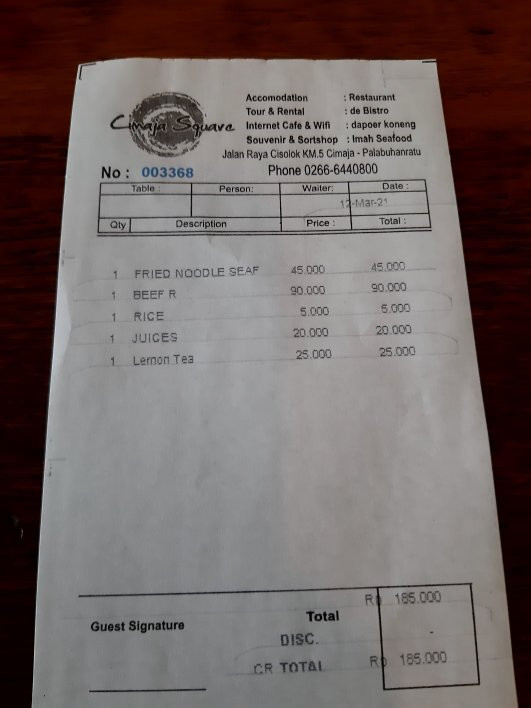 Cimaja Square
Accomodation : Restaurant
Tour & Rental : de Bistro
Internet Cafe & Wifi : dapoer koneng
Souvenir & Sortshop : Imah Seafood
Jalan Raya Cisolok KM.5 Cimaja - Palabuhanratu
No : 003368 Phone 0266-6440800
Table : Person: Waiter: Date :
12-Mar-21
Qty Description Price : Total :
1 FRIED NOODLE SEAF 45.000 45.000
1 BEEF R 90.000 90.000
1 RICE 5.000 5.000
1 JUICES 20.000 20.000
1 Lemon Tea 25.000 25.000
Rp 185.000
Guest Signature Total
DISC. -
GR TOTAL Rp 185.000